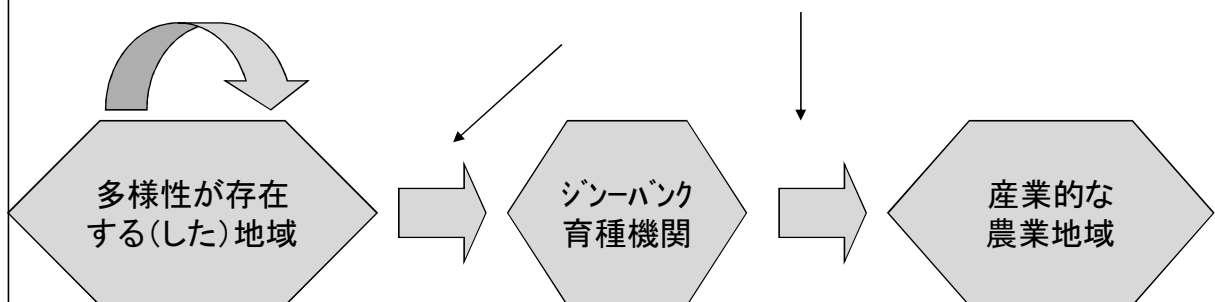 多様性が存在
する(した)地域
ｼﾞﾝｰﾊﾞﾝｸ
育種機関
産業的な
農業地域